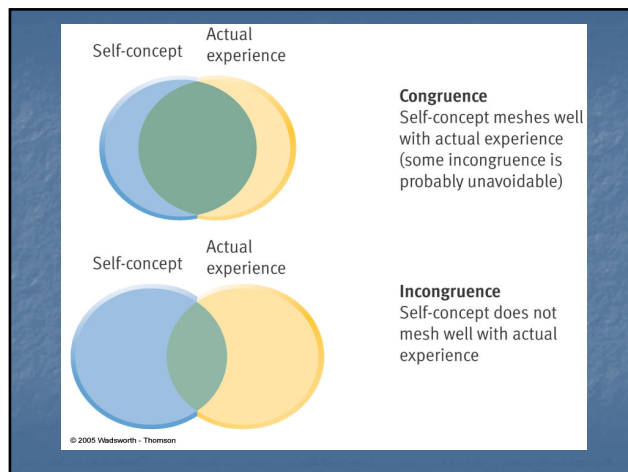 Self-concept
Actual
experience
Congruence
Self-concept meshes well
with actual experience
(some incongruence is
probably unavoidable)
Self-concept
Actual
experience
Incongruence
Self-concept does not
mesh well with actual
experience
© 2005 Wadsworth - Thomson